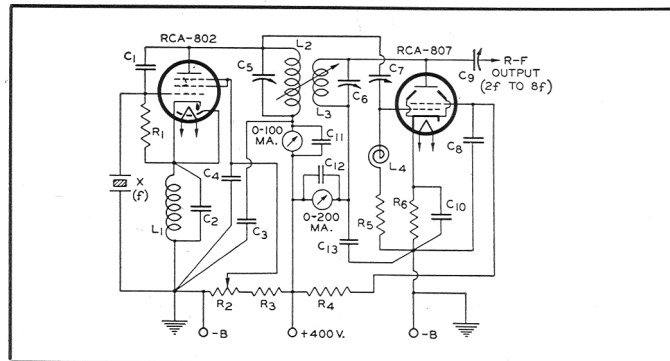 RCA-802
RCA-807
C1
C5
L2
C7
C9
R-F
OUTPUT
(2f TO 8f)
L3
C6
R1
0-100
MA.
C11
C8
C4
C12
L4
X
(f)
L1
C2
C3
0-200
MA.
C13
R5
R6
C10
R2
R3
R4
-B
+400V.
-B